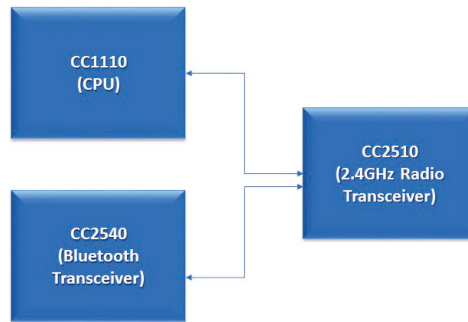 CC1110
(CPU)
CC2510
(2.4GHz Radio
Transceiver)
CC2540
(Bluetooth
Transceiver)